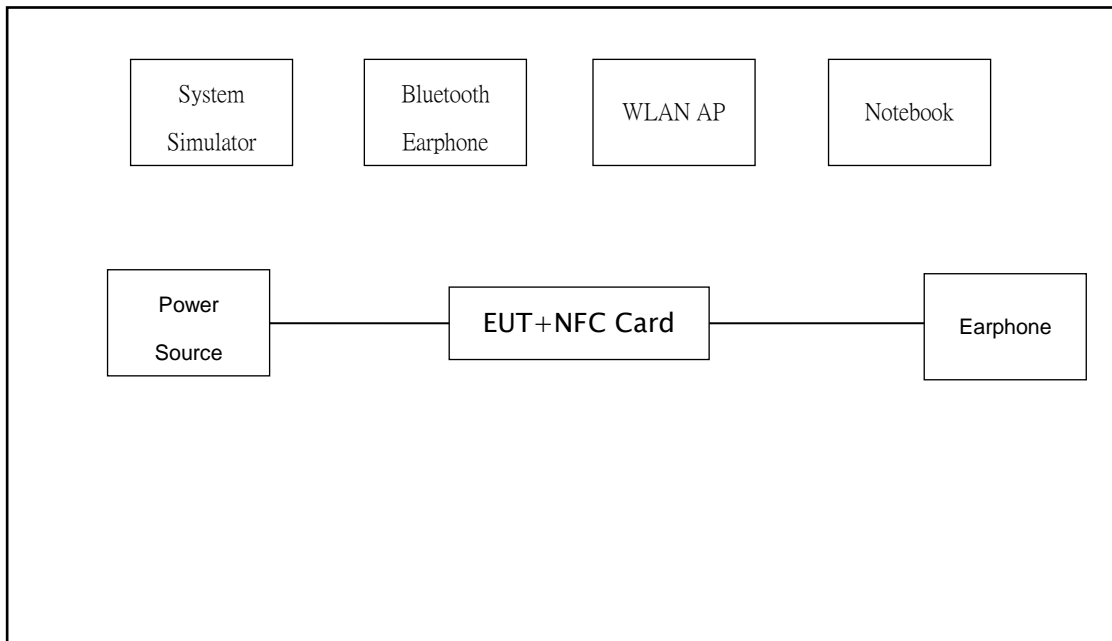 System
Simulator
Bluetooth
Earphone
WLAN AP
Notebook
Power
Source
EUT+NFC Card
Earphone